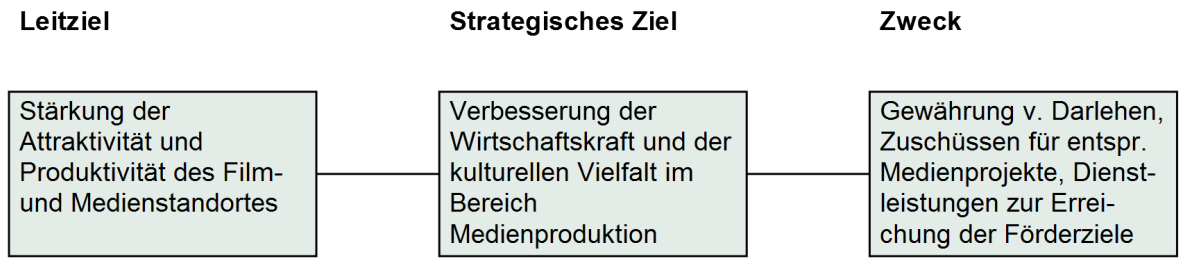 Leitziel
Strategisches Ziel
Zweck
Stärkung der
Attraktivität und
Produktivität des Film-
und Medienstandortes
Verbesserung der
Wirtschaftskraft und der
kulturellen Vielfalt im
Bereich
Medienproduktion
Gewährung v. Darlehen,
Zuschüssen für entspr.
Medienprojekte, Dienst-
leistungen zur Errei-
chung der Förderziele